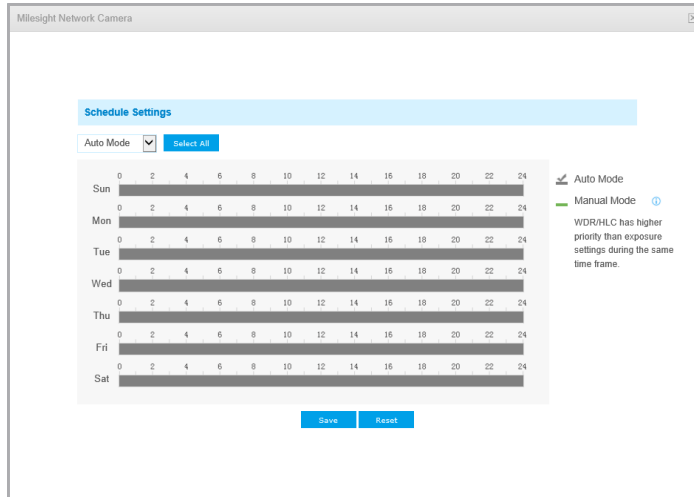 Milesight Network Camera
Schedule Settings
Auto Mode Select All
0 2 4 6 8 10 12 14 16 18 20 22 24
Sun
0 2 4 6 8 10 12 14 16 18 20 22 24
Mon
0 2 4 6 8 10 12 14 16 18 20 22 24
Tue
0 2 4 6 8 10 12 14 16 18 20 22 24
Wed
0 2 4 6 8 10 12 14 16 18 20 22 24
Thu
0 2 4 6 8 10 12 14 16 18 20 22 24
Fri
0 2 4 6 8 10 12 14 16 18 20 22 24
Sat
Auto Mode
Manual Mode
WDR/HLC has higher
priority than exposure
settings during the same
time frame.
Save Reset